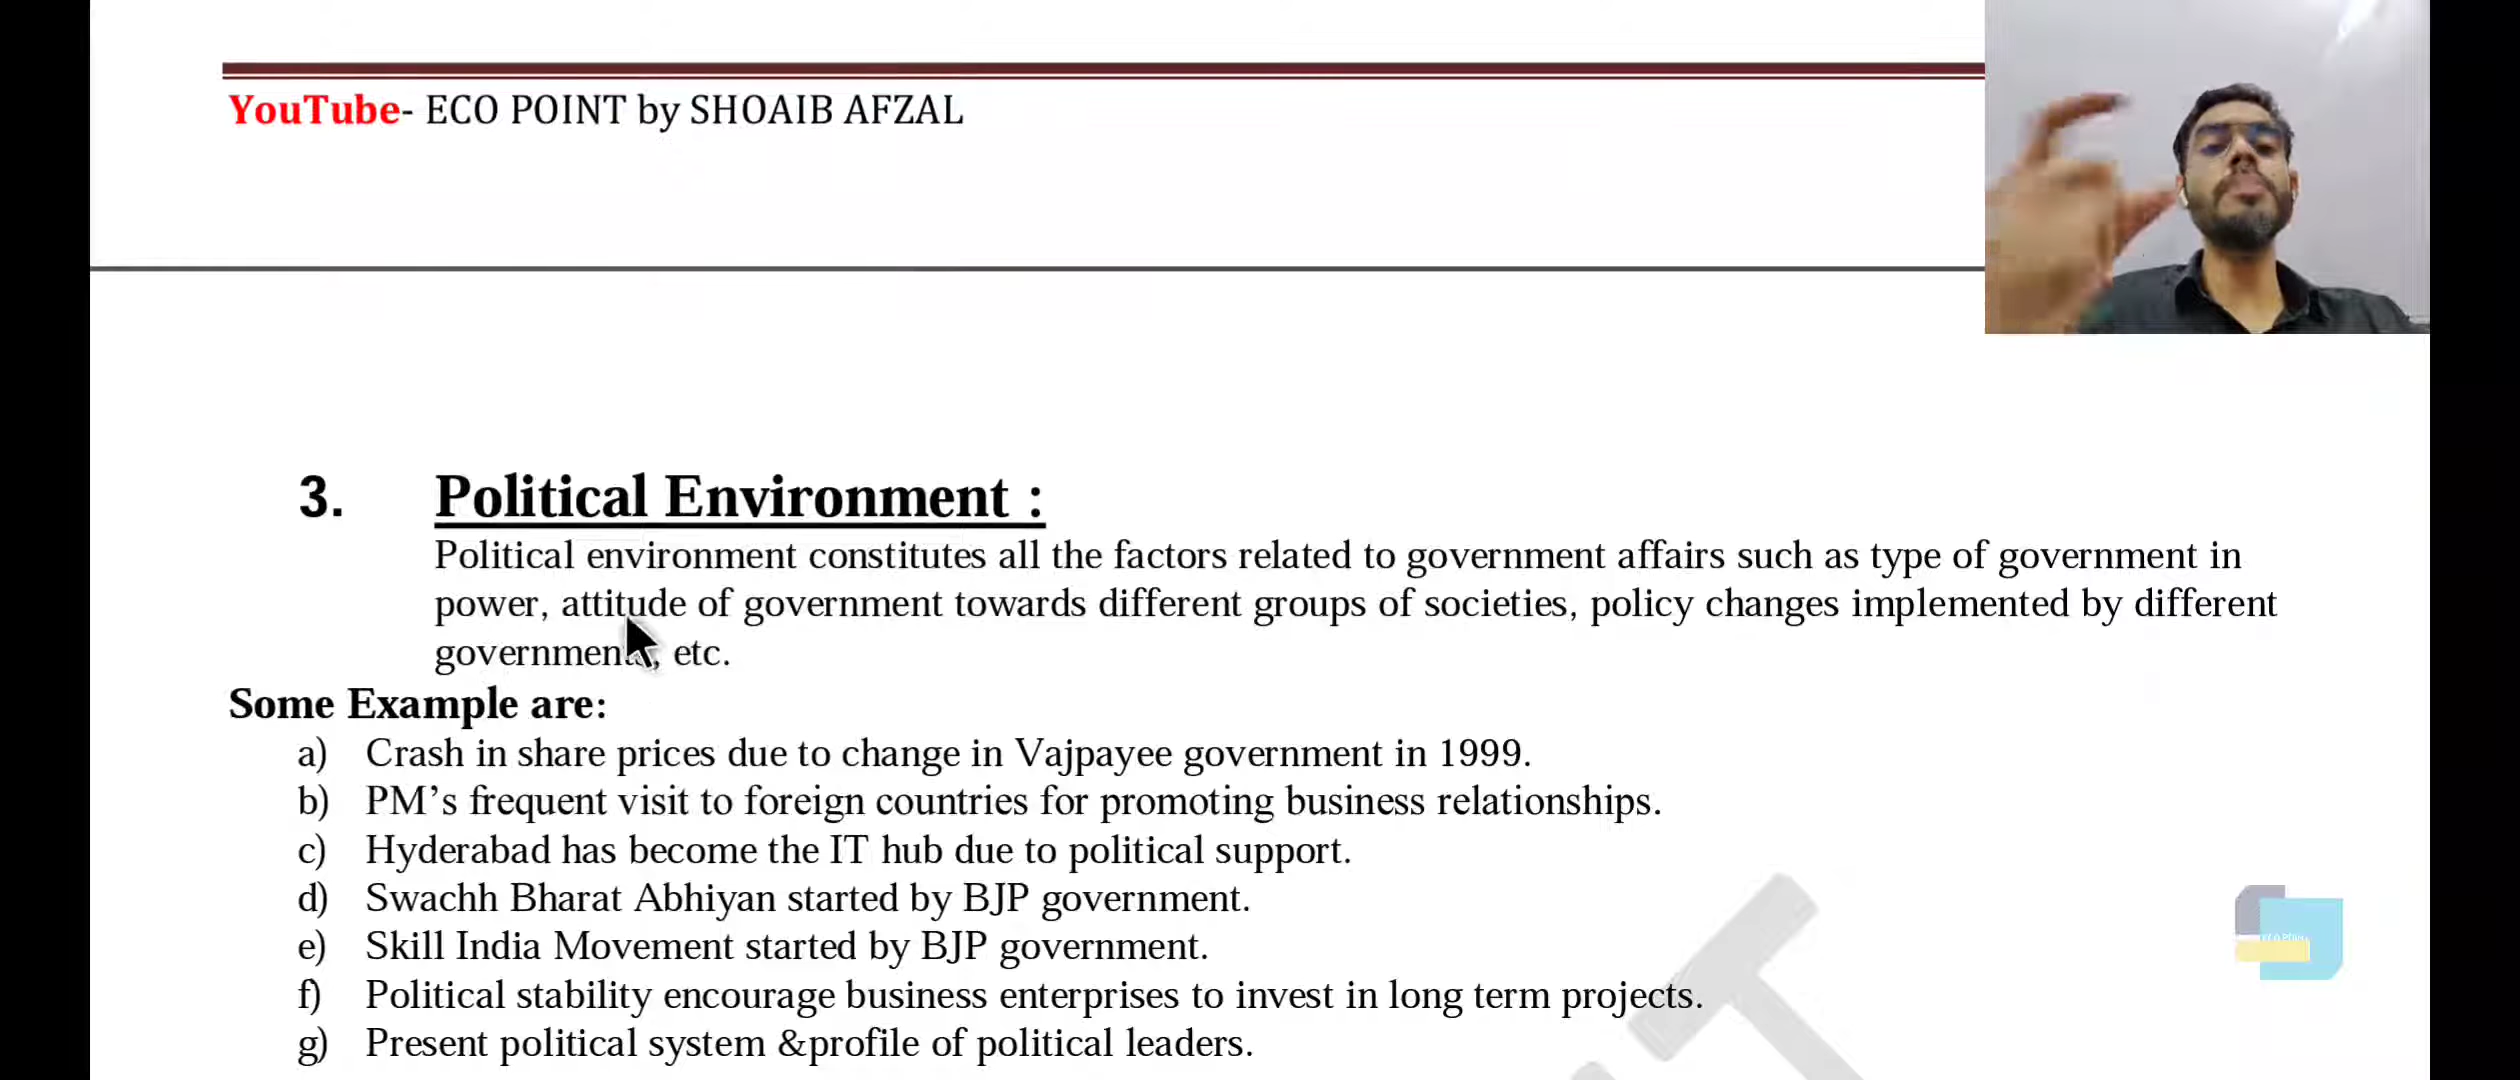 YouTube- ECO POINT by SHOAIB AFZAL
3. Political Environment :
Political environment constitutes all the factors related to government affairs such as type of government in
power, attitude of government towards different groups of societies, policy changes implemented by different
governments, etc.
Some Example are:
a) Crash in share prices due to change in Vajpayee government in 1999.
b) PM’s frequent visit to foreign countries for promoting business relationships.
c) Hyderabad has become the IT hub due to political support.
d) Swachh Bharat Abhiyan started by BJP government.
e) Skill India Movement started by BJP government.
f) Political stability encourage business enterprises to invest in long term projects.
g) Present political system &profile of political leaders.